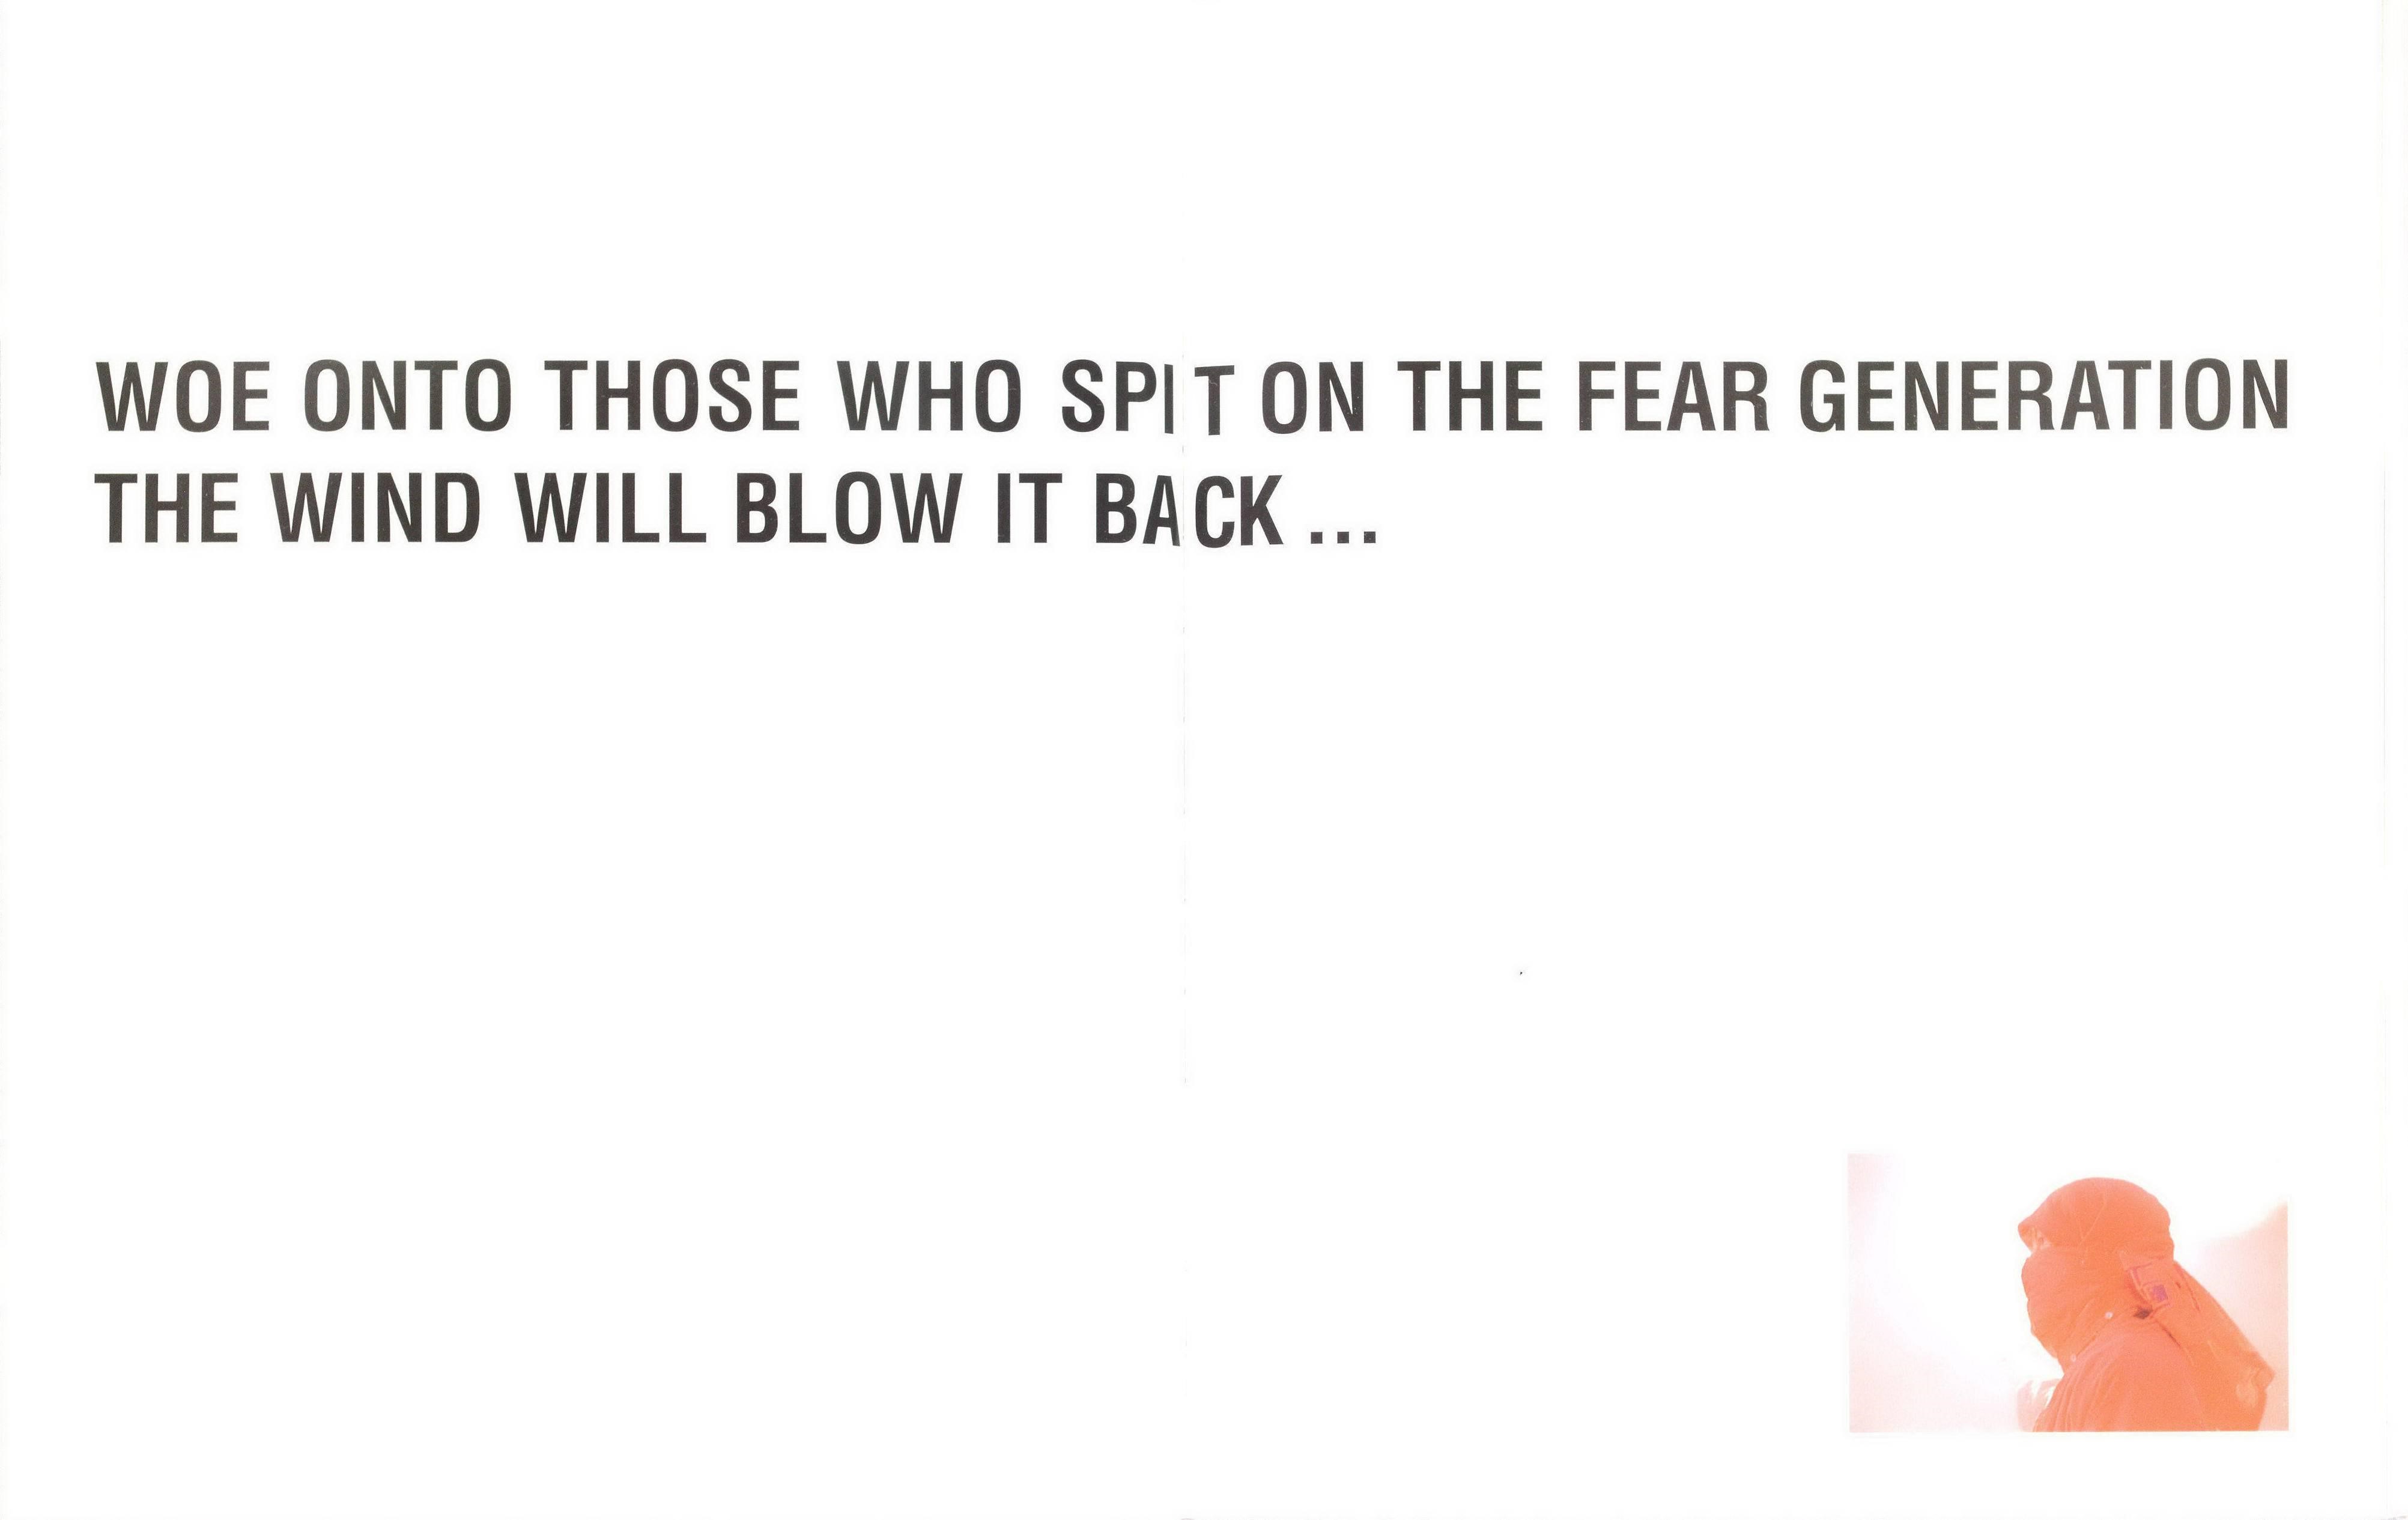 WOE ONTO THOSE WHO SPIT ON THE FEAR GENERATION
THE WIND WILL BLOW IT BACK ...